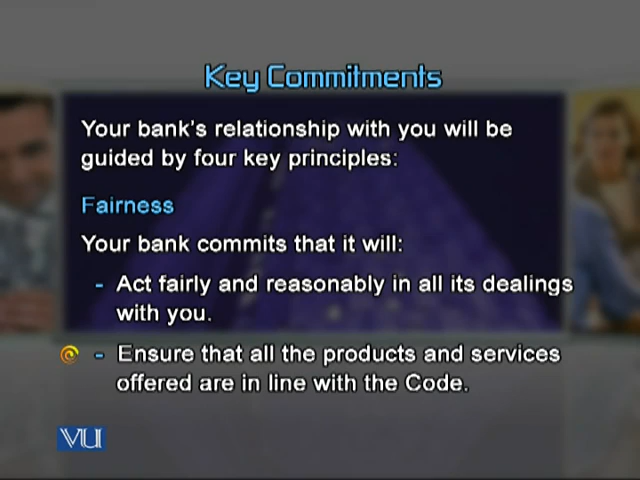 Key Commitments
Your bank's relationship with you will be
guided by four key principles:
Fairness
Your bank commits that it will:
- Act fairly and reasonably in all its dealings
with you.
- Ensure that all the products and services
offered are in line with the Code.
VU